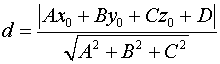 d = |Ax₀ + By₀ + Cz₀ + D| / √(A² + B² + C²)